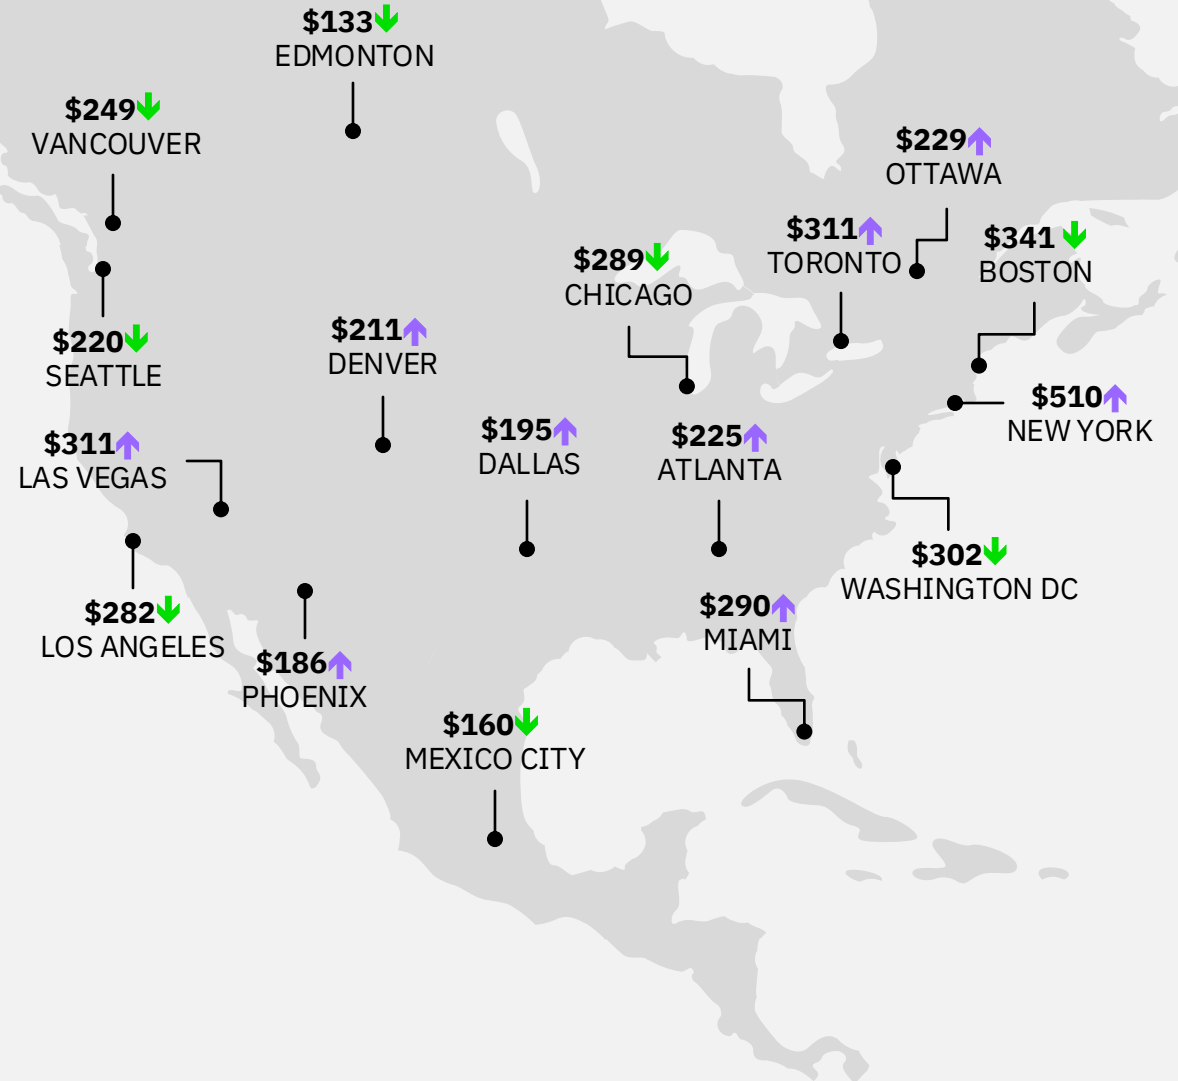 $133
EDMONTON
$249
VANCOUVER
$229
OTTAWA
$311
TORONTO
$341
BOSTON
$289
CHICAGO
$220
SEATTLE
$211
DENVER
$510
NEW YORK
$311
LAS VEGAS
$195
DALLAS
$225
ATLANTA
$302
WASHINGTON DC
$282
LOS ANGELES
$290
MIAMI
$186
PHOENIX
$160
MEXICO CITY